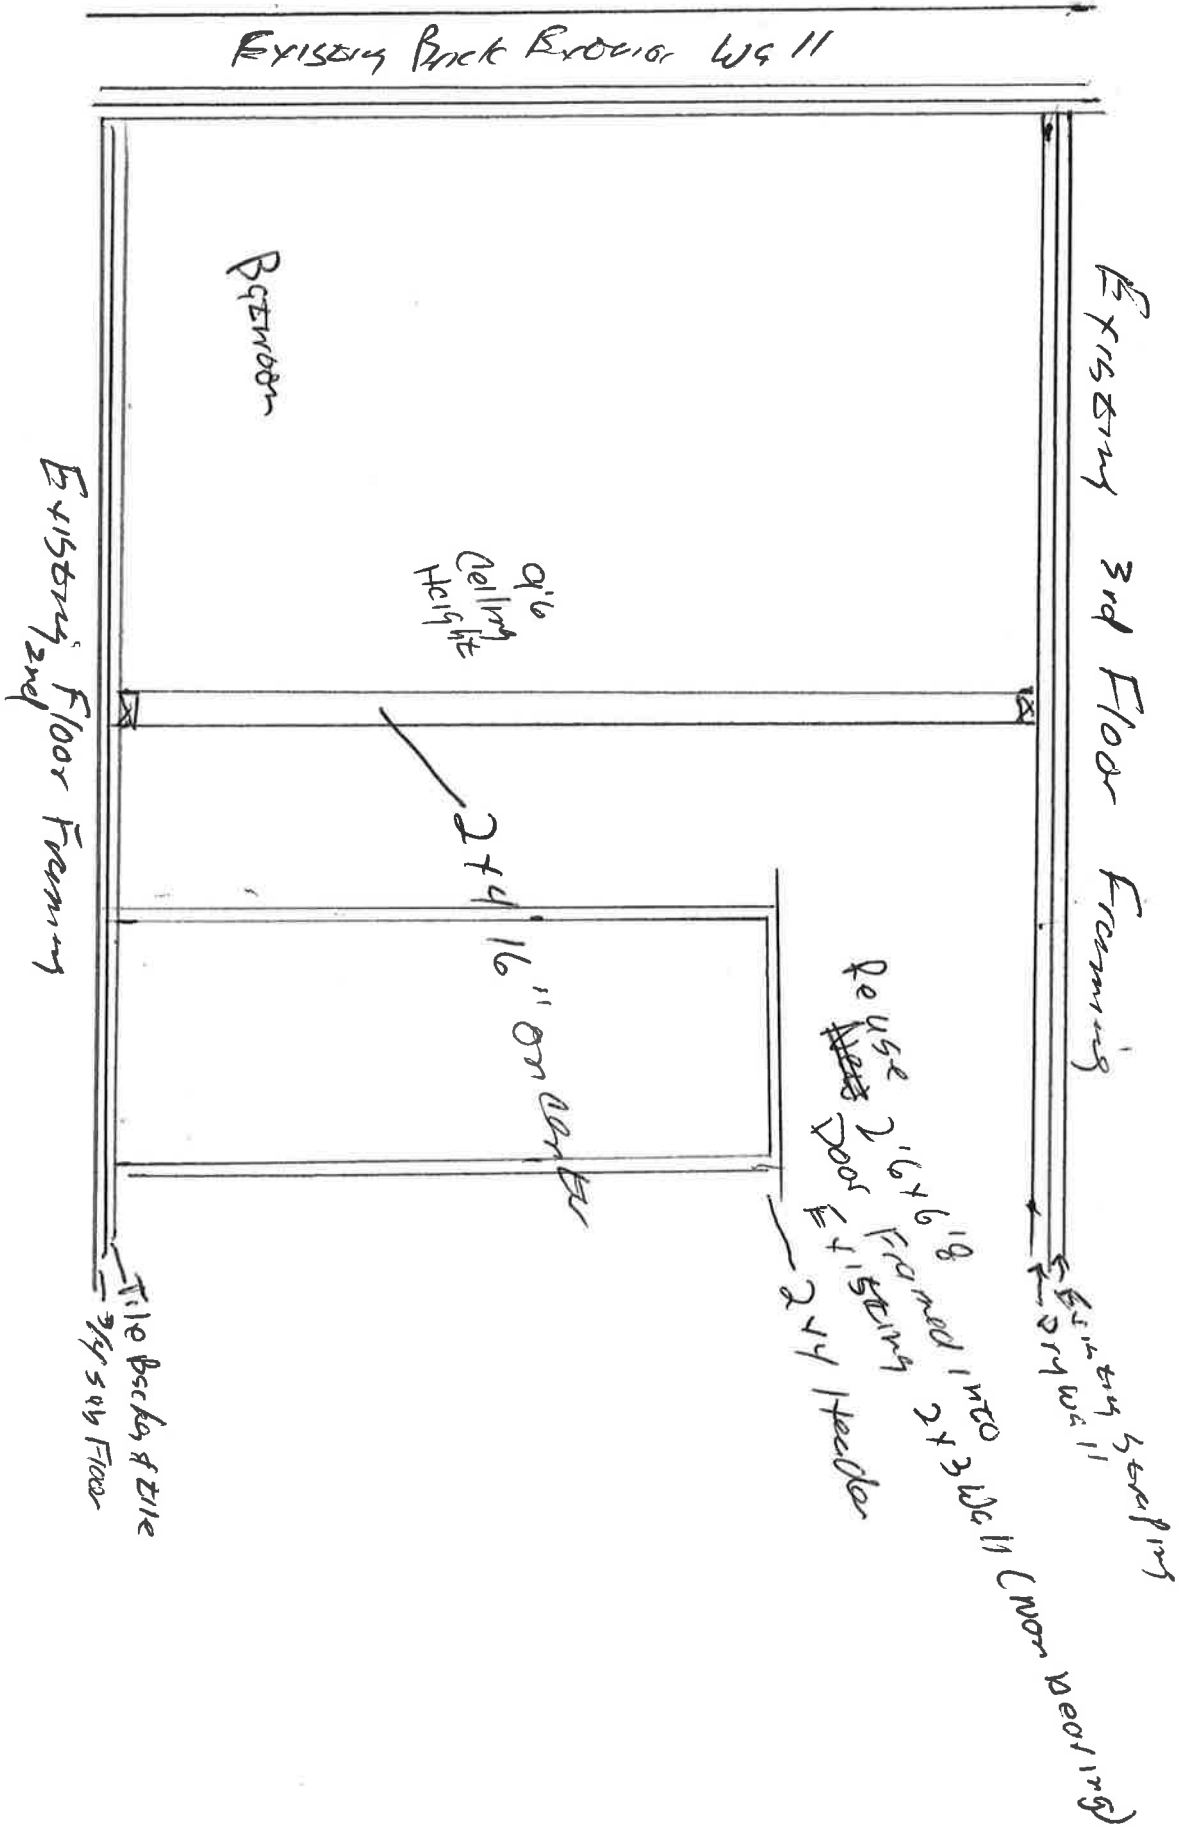 Existing Brick Exterior Wall
Existing 3rd Floor Framing
Bathroom
9'6
Ceiling
Height
2x4 16" on center
Reuse 2'6x6'8
Door Framed into
Existing 2x3 Wall (non bearing)
2x4 Header
Existing Straping
Drywall
Existing 2nd Floor Framing
Tile Backer & tile
3/4 sub Floor